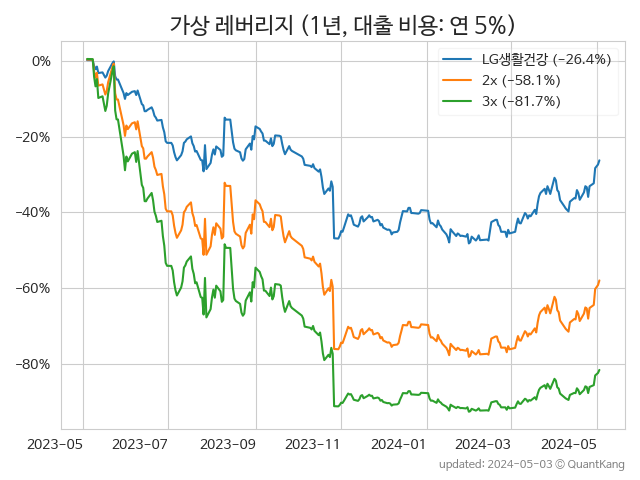 가상 레버리지 (1년, 대출 비용: 연 5%)
LG생활건강 (−26.4%)
2x (−58.1%)
3x (−81.7%)
0%
−20%
−40%
−60%
−80%
2023-05 2023-07 2023-09 2023-11 2024-01 2024-03 2024-05
updated: 2024-05-03 © QuantKang